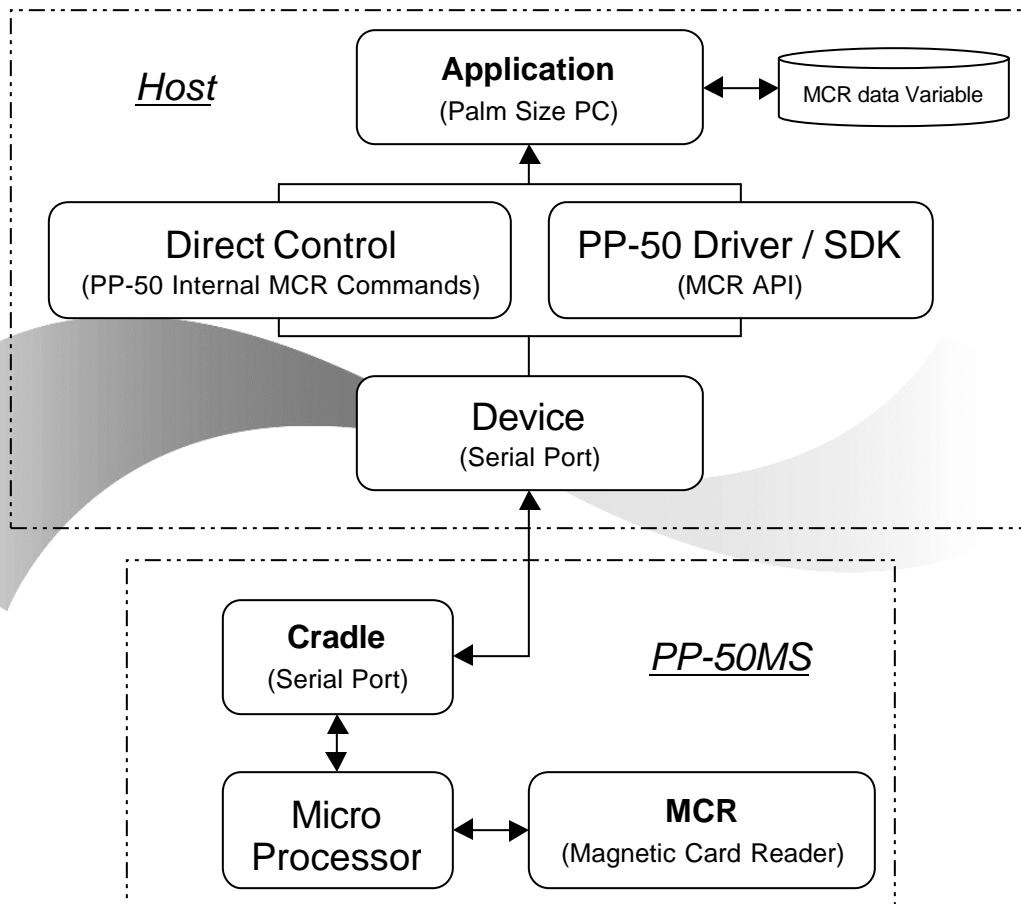 Host
Application
(Palm Size PC)
MCR data Variable
Direct Control
(PP-50 Internal MCR Commands)
PP-50 Driver / SDK
(MCR API)
Device
(Serial Port)
Cradle
(Serial Port)
PP-50MS
Micro
Processor
MCR
(Magnetic Card Reader)